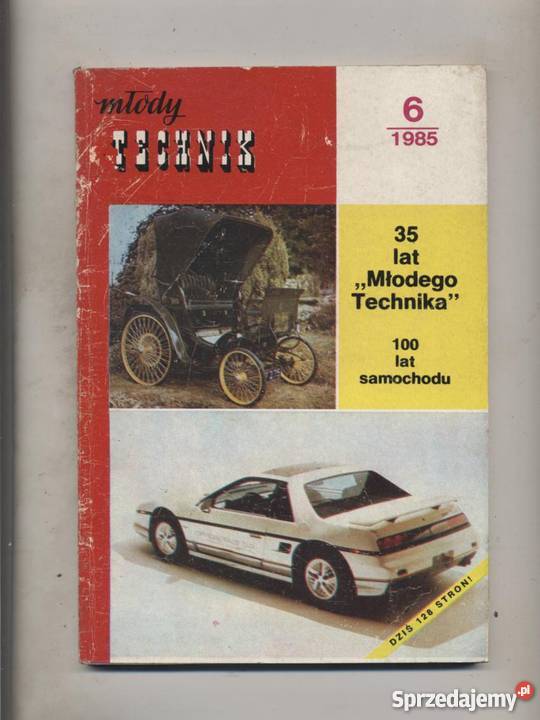 młody
TECHNIK
6
1985
35
lat
„Młodego
Technika”
100
lat
samochodu
DZIŚ 128 STRON!
Sprzedajemy.pl